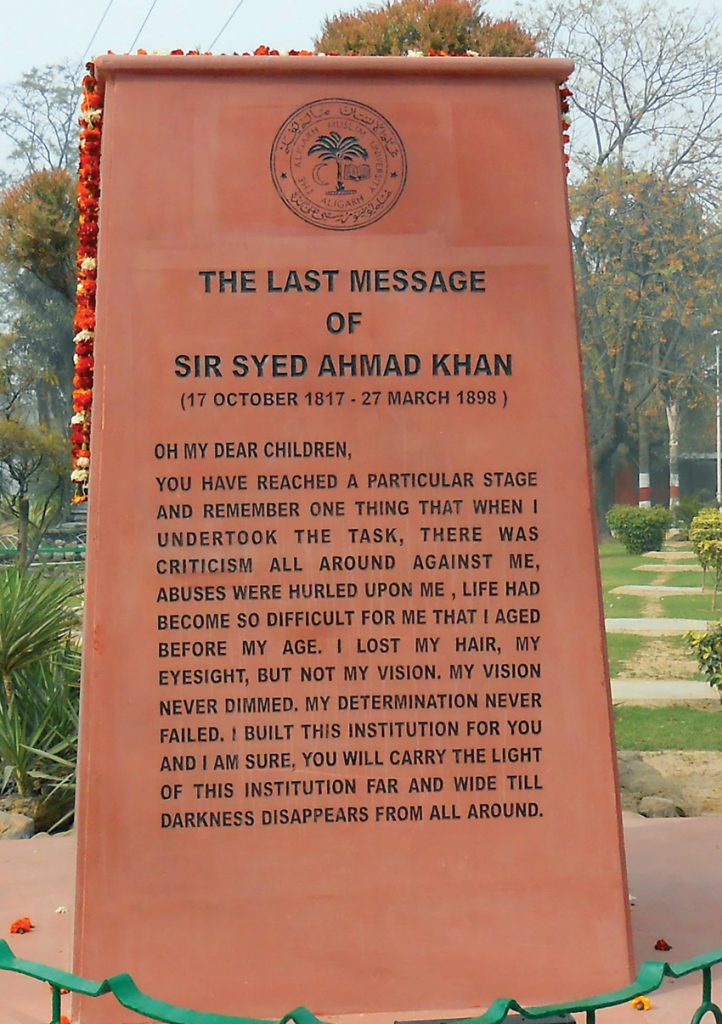 THE ALIGARH MUSLIM UNIVERSITY
ALIGARH
THE LAST MESSAGE
OF
SIR SYED AHMAD KHAN
(17 OCTOBER 1817 - 27 MARCH 1898 )
OH MY DEAR CHILDREN,
YOU HAVE REACHED A PARTICULAR STAGE
AND REMEMBER ONE THING THAT WHEN I
UNDERTOOK THE TASK, THERE WAS
CRITICISM ALL AROUND AGAINST ME,
ABUSES WERE HURLED UPON ME , LIFE HAD
BECOME SO DIFFICULT FOR ME THAT I AGED
BEFORE MY AGE. I LOST MY HAIR, MY
EYESIGHT, BUT NOT MY VISION. MY VISION
NEVER DIMMED. MY DETERMINATION NEVER
FAILED. I BUILT THIS INSTITUTION FOR YOU
AND I AM SURE, YOU WILL CARRY THE LIGHT
OF THIS INSTITUTION FAR AND WIDE TILL
DARKNESS DISAPPEARS FROM ALL AROUND.